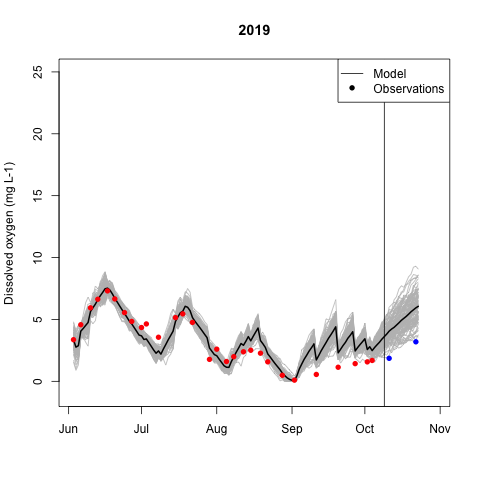 2019
Model
Observations
Dissolved oxygen (mg L-1)
25
20
15
10
5
0
Jun Jul Aug Sep Oct Nov